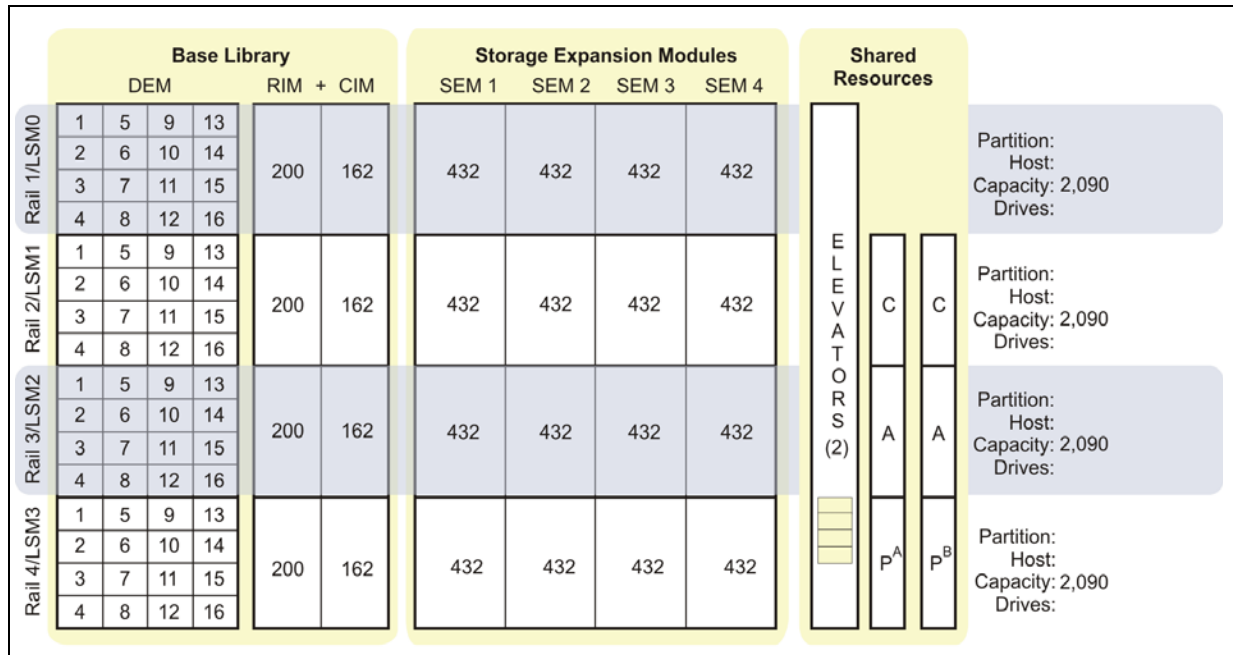 Base Library
Storage Expansion Modules
Shared
Resources
DEM
RIM + CIM
SEM 1 SEM 2 SEM 3 SEM 4
Rail 1/LSM0
1 5 9 13
2 6 10 14
3 7 11 15
4 8 12 16
200 162
432 432 432 432
Partition:
Host:
Capacity: 2,090
Drives:
Rail 2/LSM1
1 5 9 13
2 6 10 14
3 7 11 15
4 8 12 16
200 162
432 432 432 432
C C
Partition:
Host:
Capacity: 2,090
Drives:
Rail 3/LSM2
1 5 9 13
2 6 10 14
3 7 11 15
4 8 12 16
200 162
432 432 432 432
A A
Partition:
Host:
Capacity: 2,090
Drives:
Rail 4/LSM3
1 5 9 13
2 6 10 14
3 7 11 15
4 8 12 16
200 162
432 432 432 432
P^A P^B
Partition:
Host:
Capacity: 2,090
Drives:
ELEVATORS
(2)